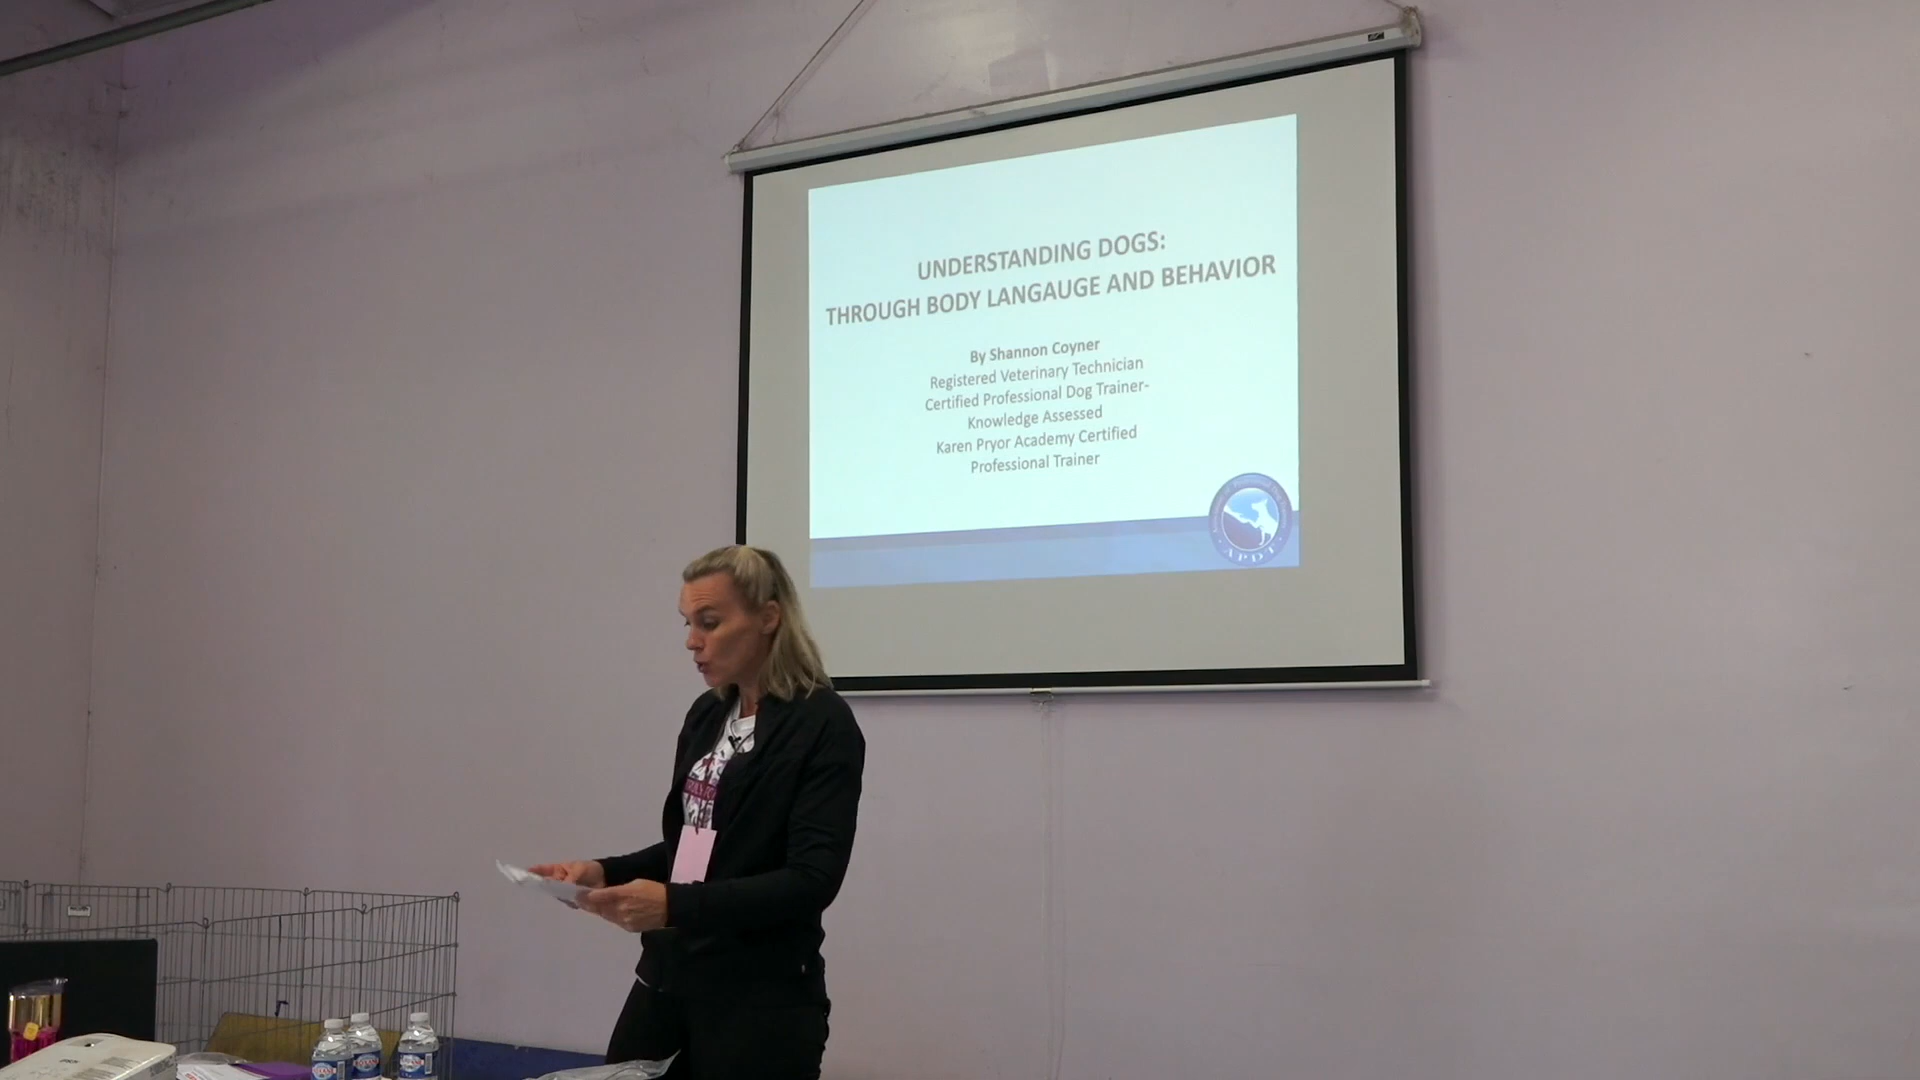 UNDERSTANDING DOGS:
THROUGH BODY LANGAUGE AND BEHAVIOR
By Shannon Coyner
Registered Veterinary Technician
Certified Professional Dog Trainer-
Knowledge Assessed
Karen Pryor Academy Certified
Professional Trainer
APDT